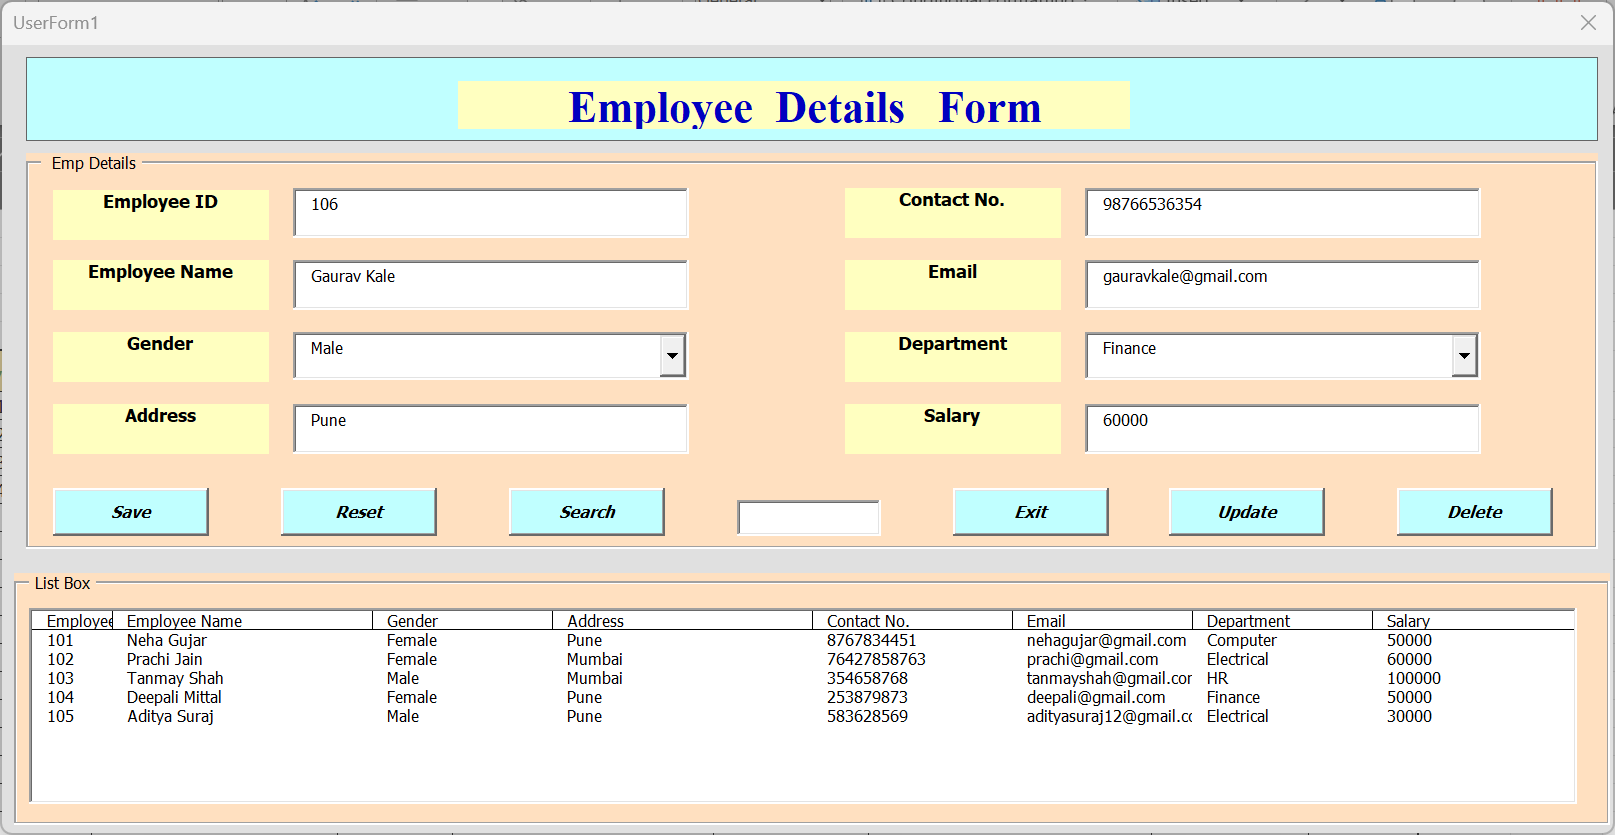 UserForm1
Employee Details Form
Emp Details
Employee ID 106 Contact No. 98766536354
Employee Name Gaurav Kale Email gauravkale@gmail.com
Gender Male Department Finance
Address Pune Salary 60000
Save Reset Search Exit Update Delete
List Box
Employee Employee Name Gender Address Contact No. Email Department Salary
101 Neha Gujar Female Pune 8767834451 nehagujar@gmail.com Computer 50000
102 Prachi Jain Female Mumbai 76427858763 prachi@gmail.com Electrical 60000
103 Tanmay Shah Male Mumbai 354658768 tanmayshah@gmail.cor HR 100000
104 Deepali Mittal Female Pune 253879873 deepali@gmail.com Finance 50000
105 Aditya Suraj Male Pune 583628569 adityasuraj12@gmail.cc Electrical 30000